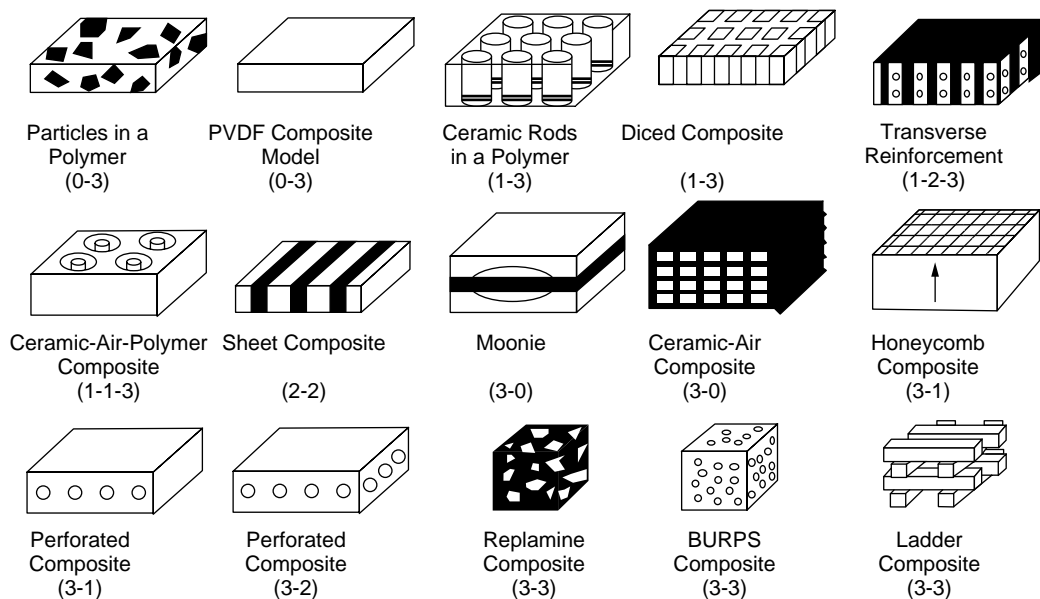 Particles in a
Polymer
(0-3)
PVDF Composite
Model
(0-3)
Ceramic Rods
in a Polymer
(1-3)
Diced Composite
(1-3)
Transverse
Reinforcement
(1-2-3)
Ceramic-Air-Polymer
Composite
(1-1-3)
Sheet Composite
(2-2)
Moonie
(3-0)
Ceramic-Air
Composite
(3-0)
Honeycomb
Composite
(3-1)
Perforated
Composite
(3-1)
Perforated
Composite
(3-2)
Replamine
Composite
(3-3)
BURPS
Composite
(3-3)
Ladder
Composite
(3-3)